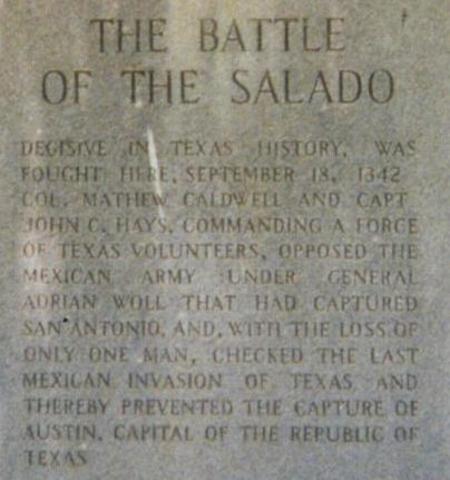 THE BATTLE
OF THE SALADO
DECISIVE IN TEXAS HISTORY, WAS
FOUGHT HERE, SEPTEMBER 18, 1842
COL. MATHEW CALDWELL AND CAPT
JOHN C. HAYS, COMMANDING A FORCE
OF TEXAS VOLUNTEERS, OPPOSED THE
MEXICAN ARMY UNDER GENERAL
ADRIAN WOLL THAT HAD CAPTURED
SAN ANTONIO, AND, WITH THE LOSS OF
ONLY ONE MAN, CHECKED THE LAST
MEXICAN INVASION OF TEXAS AND
THEREBY PREVENTED THE CAPTURE OF
AUSTIN, CAPITAL OF THE REPUBLIC OF
TEXAS